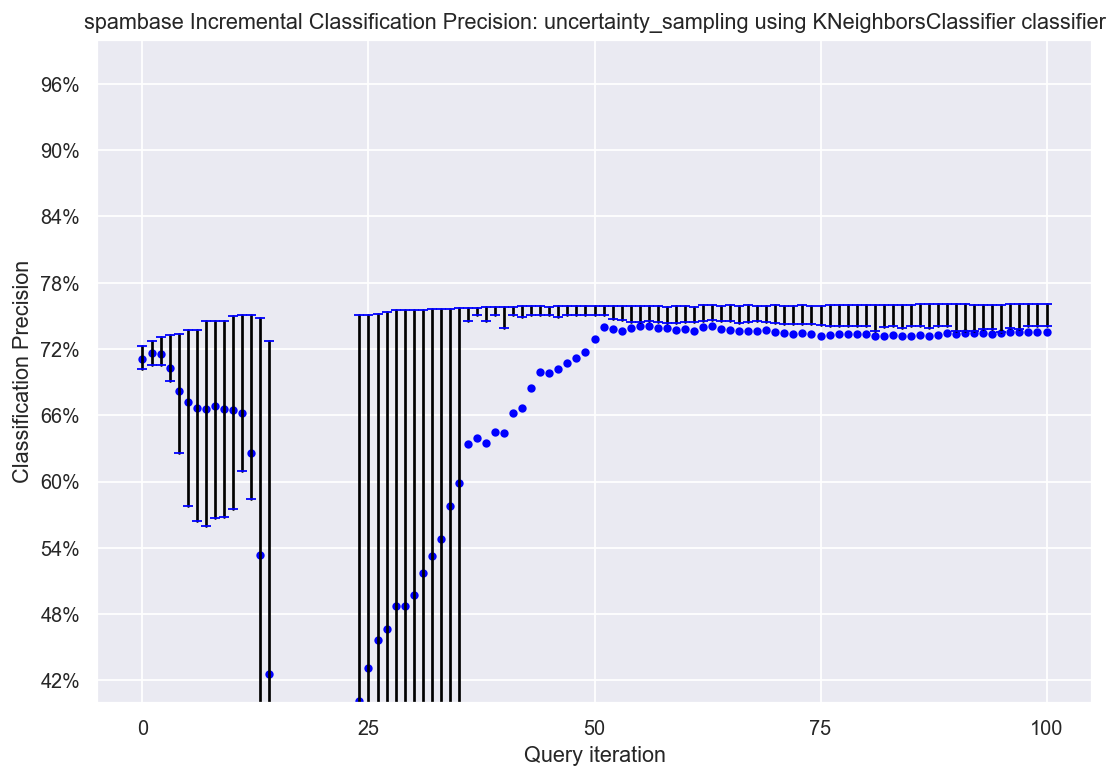 spambase Incremental Classification Precision: uncertainty_sampling using KNeighborsClassifier classifier
96%
90%
84%
78%
72%
66%
60%
54%
48%
42%
Classification Precision
0 25 50 75 100
Query iteration